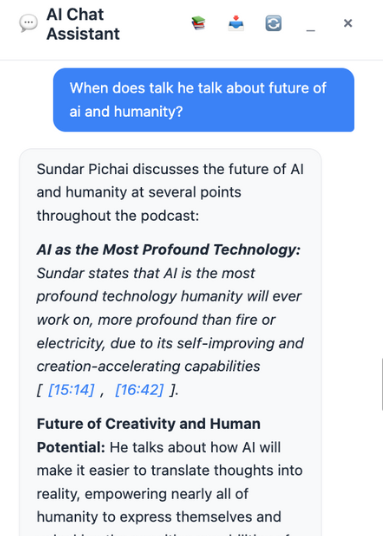 AI Chat
Assistant
When does talk he talk about future of
ai and humanity?
Sundar Pichai discusses the future of AI
and humanity at several points
throughout the podcast:
AI as the Most Profound Technology:
Sundar states that AI is the most
profound technology humanity will ever
work on, more profound than fire or
electricity, due to its self-improving and
creation-accelerating capabilities
[ [15:14] , [16:42] ].
Future of Creativity and Human
Potential: He talks about how AI will
make it easier to translate thoughts into
reality, empowering nearly all of
humanity to express themselves and